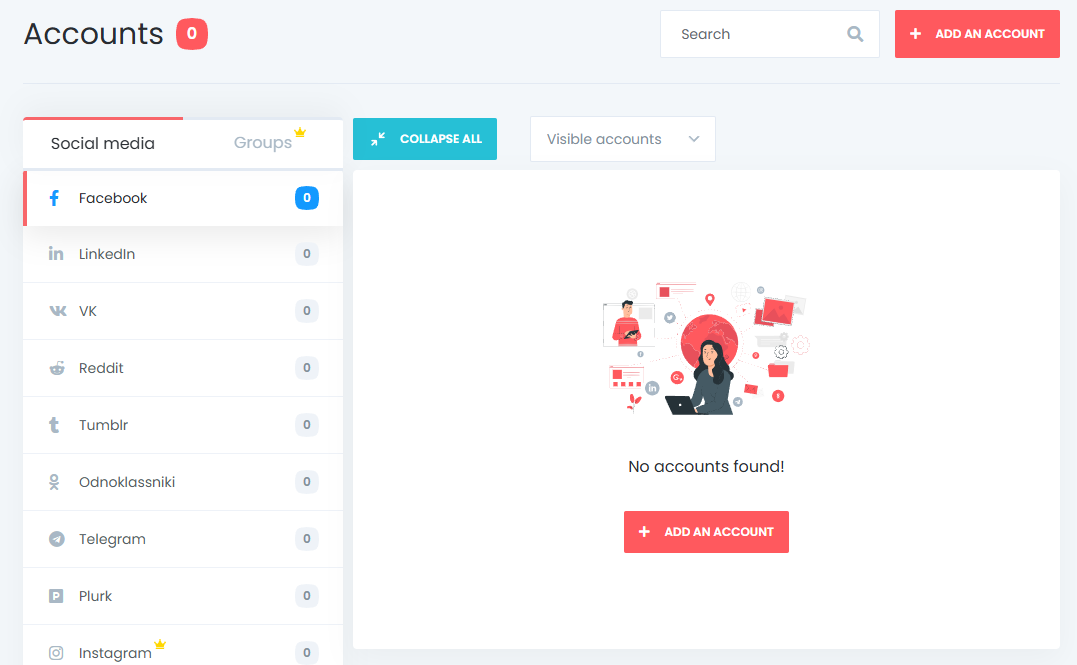 Accounts 0
Search
ADD AN ACCOUNT
Social media
Groups
COLLAPSE ALL
Visible accounts
Facebook 0
LinkedIn 0
VK 0
Reddit 0
Tumblr 0
Odnoklassniki 0
Telegram 0
Plurk 0
Instagram 0
No accounts found!
ADD AN ACCOUNT